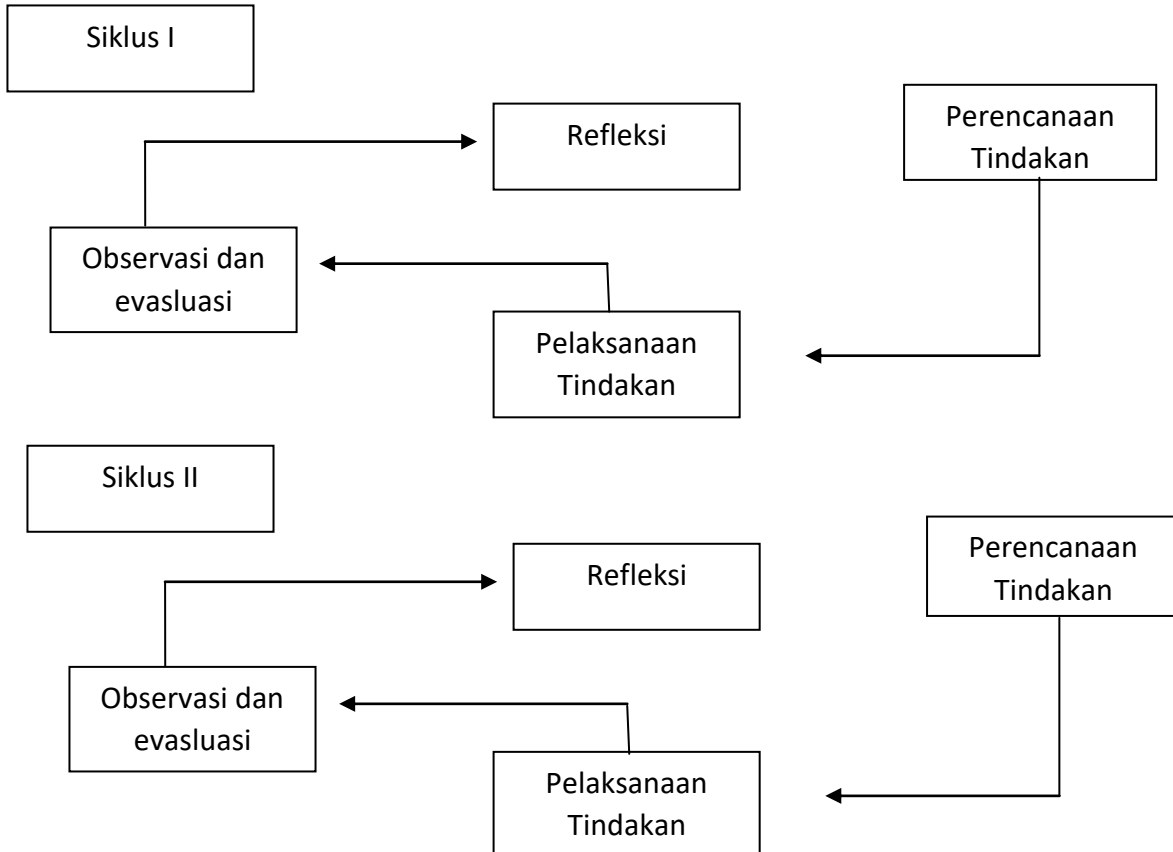 Siklus I
Refleksi
Perencanaan
Tindakan
Observasi dan
evasluasi
Pelaksanaan
Tindakan
Siklus II
Refleksi
Perencanaan
Tindakan
Observasi dan
evasluasi
Pelaksanaan
Tindakan